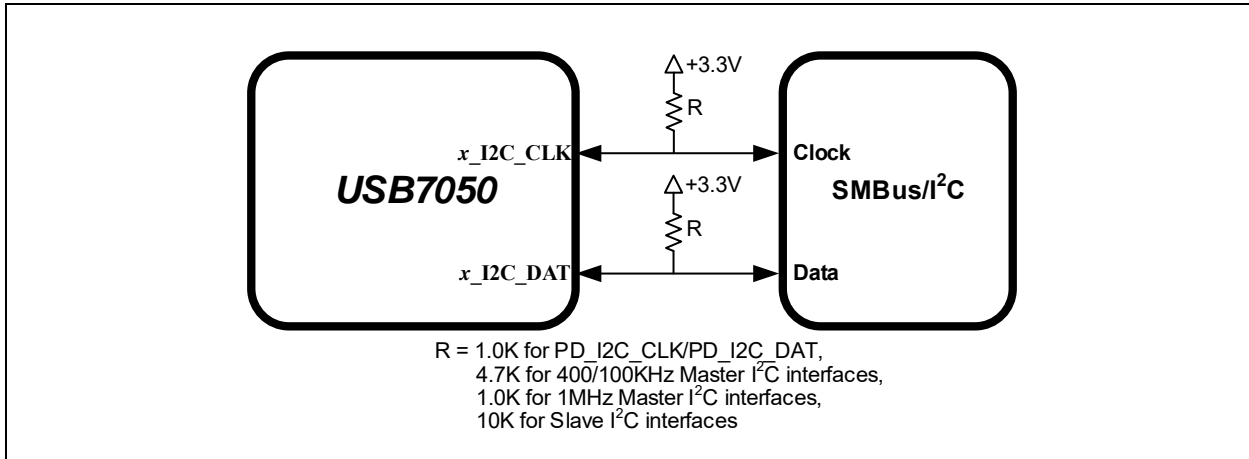 +3.3V
R
x_I2C_CLK
Clock
USB7050
+3.3V
SMBus/I²C
R
x_I2C_DAT
Data
R = 1.0K for PD_I2C_CLK/PD_I2C_DAT,
4.7K for 400/100KHz Master I²C interfaces,
1.0K for 1MHz Master I²C interfaces,
10K for Slave I²C interfaces